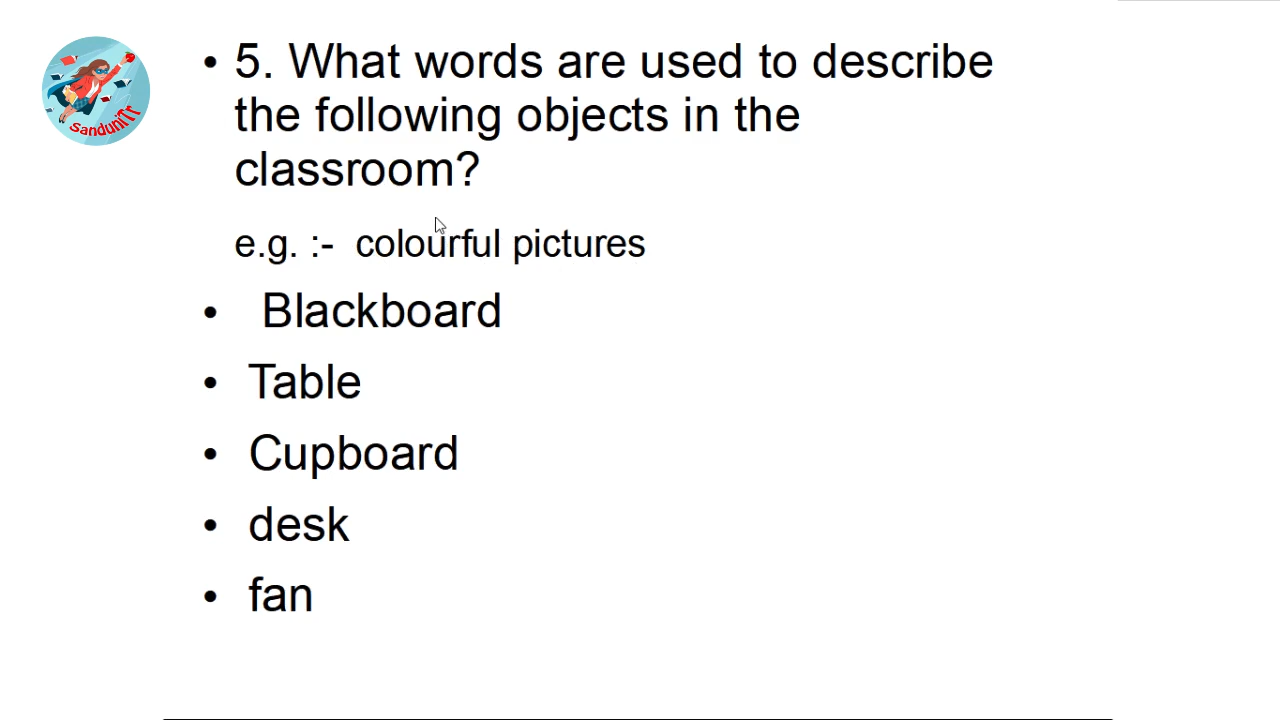 SanduniTr
• 5. What words are used to describe
the following objects in the
classroom?
e.g. :- colourful pictures
• Blackboard
• Table
• Cupboard
• desk
• fan